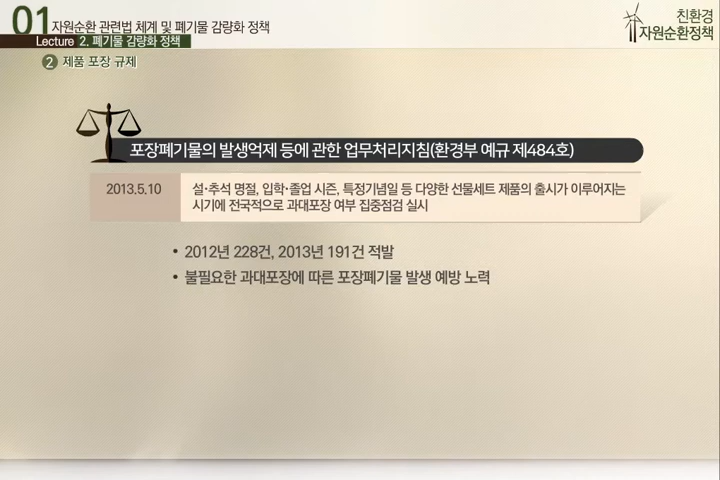 01 자원순환 관련법 체계 및 폐기물 감량화 정책
Lecture 2. 폐기물 감량화 정책
친환경
자원순환정책
2 제품 포장 규제
포장폐기물의 발생억제 등에 관한 업무처리지침(환경부 예규 제484호)
2013.5.10
설·추석 명절, 입학·졸업 시즌, 특정기념일 등 다양한 선물세트 제품의 출시가 이루어지는
시기에 전국적으로 과대포장 여부 집중점검 실시
• 2012년 228건, 2013년 191건 적발
• 불필요한 과대포장에 따른 포장폐기물 발생 예방 노력